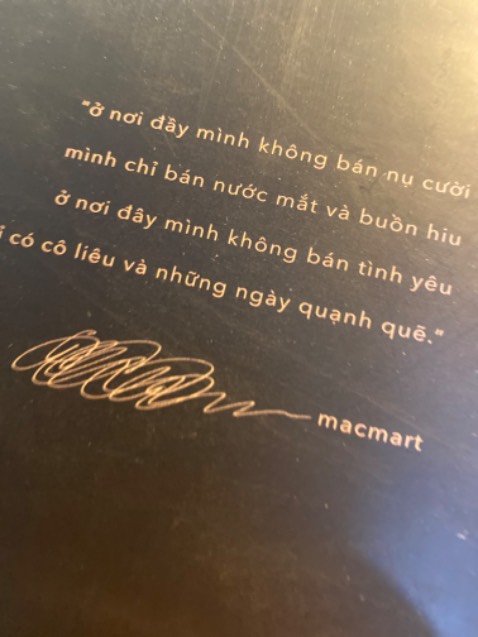 "ở nơi đầy mình không bán nụ cười
mình chỉ bán nước mắt và buồn hiu
ở nơi đây mình không bán tình yêu
có cô liêu và những ngày quạnh quẽ."
macmart